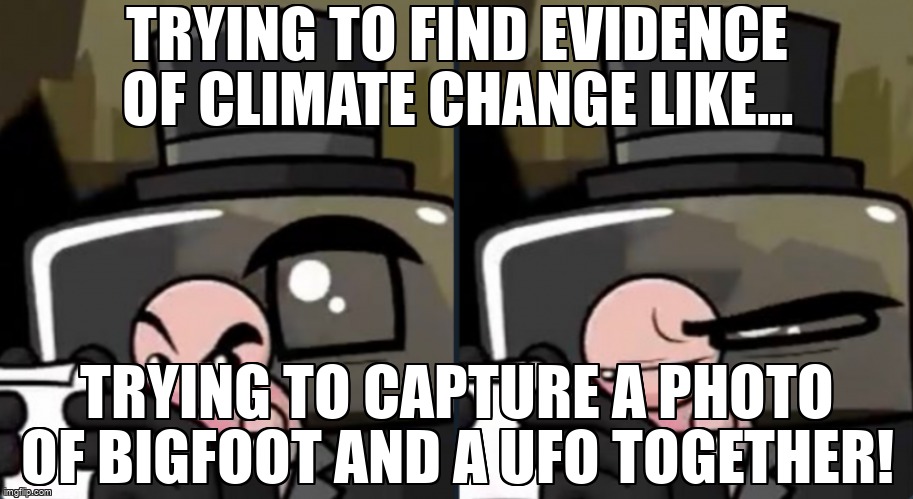 TRYING TO FIND EVIDENCE
OF CLIMATE CHANGE LIKE...
TRYING TO CAPTURE A PHOTO
OF BIGFOOT AND A UFO TOGETHER!
imgflip.com